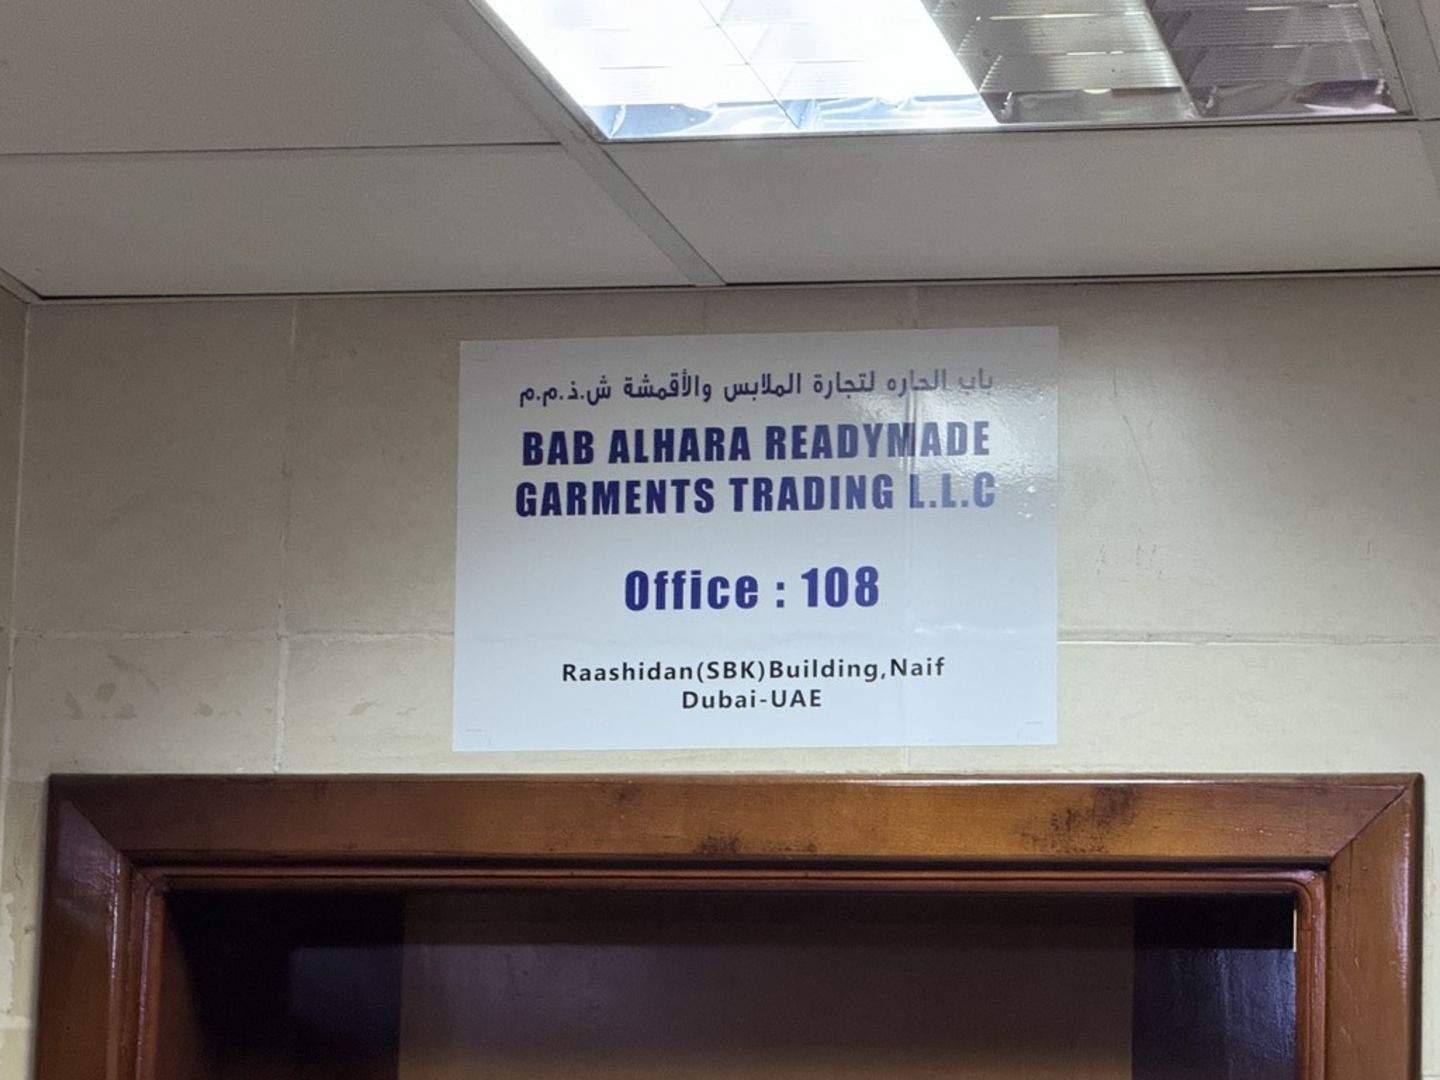 باب الحاره لتجارة الملابس والأقمشة ش.ذ.م.م
BAB ALHARA READYMADE
GARMENTS TRADING L.L.C
Office : 108
Raashidan(SBK)Building,Naif
Dubai-UAE